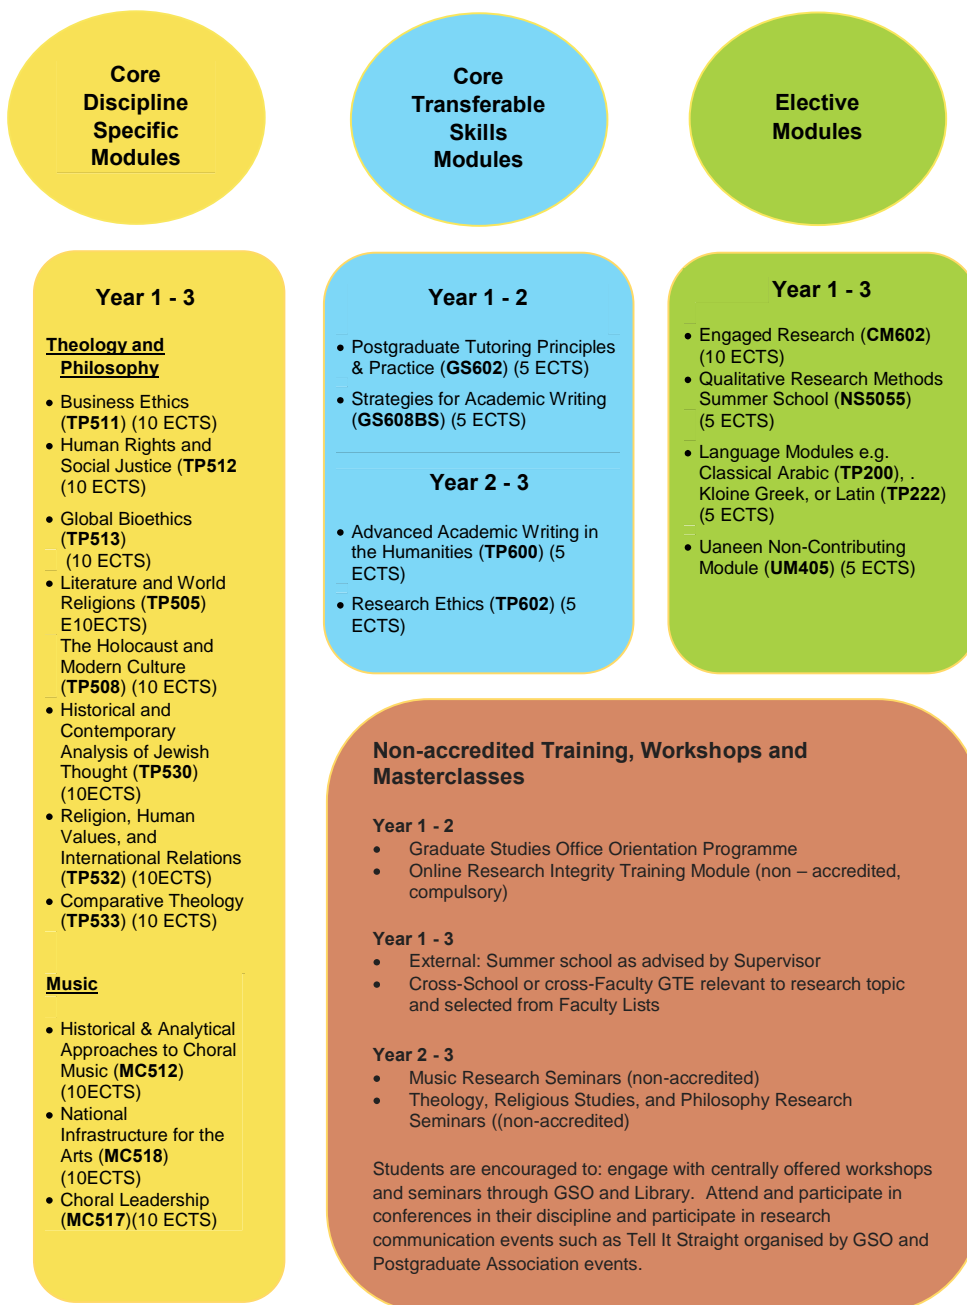 Core
Discipline
Specific
Modules
Core
Transferable
Skills
Modules
Elective
Modules
Year 1 - 3
Theology and
Philosophy
• Business Ethics
(TP511) (10 ECTS)
• Human Rights and
Social Justice (TP512
(10 ECTS)
• Global Bioethics
(TP513)
(10 ECTS)
• Literature and World
Religions (TP505)
E10ECTS)
The Holocaust and
Modern Culture
(TP508) (10 ECTS)
• Historical and
Contemporary
Analysis of Jewish
Thought (TP530)
(10ECTS)
• Religion, Human
Values, and
International Relations
(TP532) (10ECTS)
• Comparative Theology
(TP533) (10 ECTS)
Music
• Historical & Analytical
Approaches to Choral
Music (MC512)
(10ECTS)
• National
Infrastructure for the
Arts (MC518)
(10ECTS)
• Choral Leadership
(MC517)(10 ECTS)
Year 1 - 2
• Postgraduate Tutoring Principles
& Practice (GS602) (5 ECTS)
• Strategies for Academic Writing
(GS608BS) (5 ECTS)
Year 2 - 3
• Advanced Academic Writing in
the Humanities (TP600) (5
ECTS)
• Research Ethics (TP602) (5
ECTS)
Year 1 - 3
• Engaged Research (CM602)
(10 ECTS)
• Qualitative Research Methods
Summer School (NS5055)
(5 ECTS)
• Language Modules e.g.
Classical Arabic (TP200), .
Kloine Greek, or Latin (TP222)
(5 ECTS)
• Uaneen Non-Contributing
Module (UM405) (5 ECTS)
Non-accredited Training, Workshops and
Masterclasses
Year 1 - 2
• Graduate Studies Office Orientation Programme
• Online Research Integrity Training Module (non – accredited,
compulsory)
Year 1 - 3
• External: Summer school as advised by Supervisor
• Cross-School or cross-Faculty GTE relevant to research topic
and selected from Faculty Lists
Year 2 - 3
• Music Research Seminars (non-accredited)
• Theology, Religious Studies, and Philosophy Research
Seminars ((non-accredited)
Students are encouraged to: engage with centrally offered workshops
and seminars through GSO and Library. Attend and participate in
conferences in their discipline and participate in research
communication events such as Tell It Straight organised by GSO and
Postgraduate Association events.